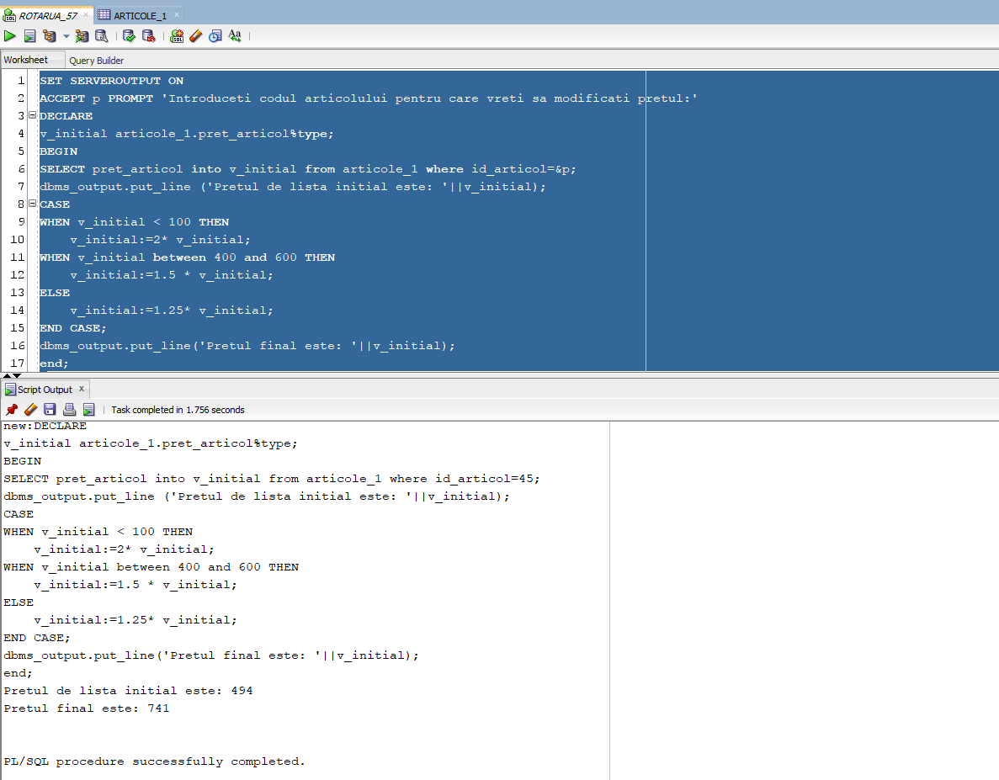 ROTARUA_57
ARTICOLE_1
Worksheet
Query Builder
1 SET SERVEROUTPUT ON
2 ACCEPT p PROMPT 'Introduceti codul articolului pentru care vreti sa modificati pretul:'
3 DECLARE
4 v_initial articole_1.pret_articol%type;
5 BEGIN
6 SELECT pret_articol into v_initial from articole_1 where id_articol=&p;
7 dbms_output.put_line ('Pretul de lista initial este: '||v_initial);
8 CASE
9 WHEN v_initial < 100 THEN
10     v_initial:=2* v_initial;
11 WHEN v_initial between 400 and 600 THEN
12     v_initial:=1.5 * v_initial;
13 ELSE
14     v_initial:=1.25* v_initial;
15 END CASE;
16 dbms_output.put_line('Pretul final este: '||v_initial);
17 end;
Script Output x
Task completed in 1.756 seconds
new:DECLARE
v_initial articole_1.pret_articol%type;
BEGIN
SELECT pret_articol into v_initial from articole_1 where id_articol=45;
dbms_output.put_line ('Pretul de lista initial este: '||v_initial);
CASE
WHEN v_initial < 100 THEN
    v_initial:=2* v_initial;
WHEN v_initial between 400 and 600 THEN
    v_initial:=1.5 * v_initial;
ELSE
    v_initial:=1.25* v_initial;
END CASE;
dbms_output.put_line('Pretul final este: '||v_initial);
end;
Pretul de lista initial este: 494
Pretul final este: 741
PL/SQL procedure successfully completed.